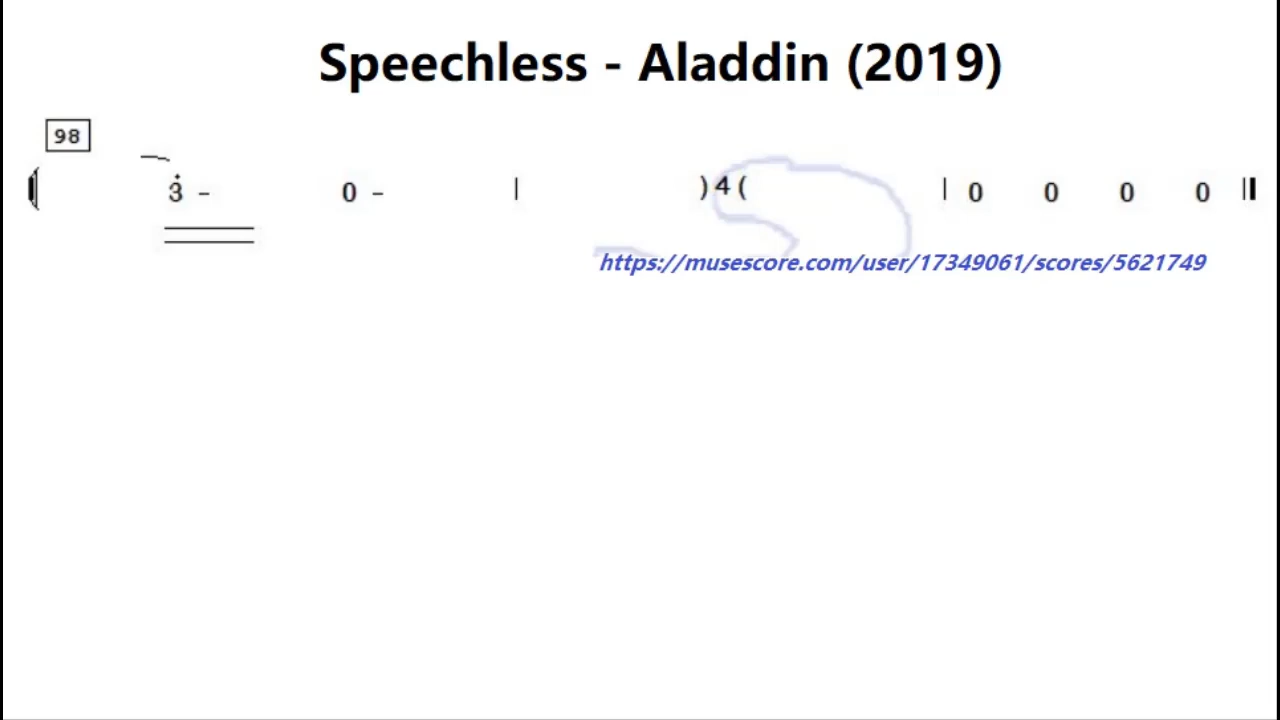 Speechless - Aladdin (2019)
98
3̇ - 0 - | )4( | 0 0 0 0 ||
https://musescore.com/user/17349061/scores/5621749